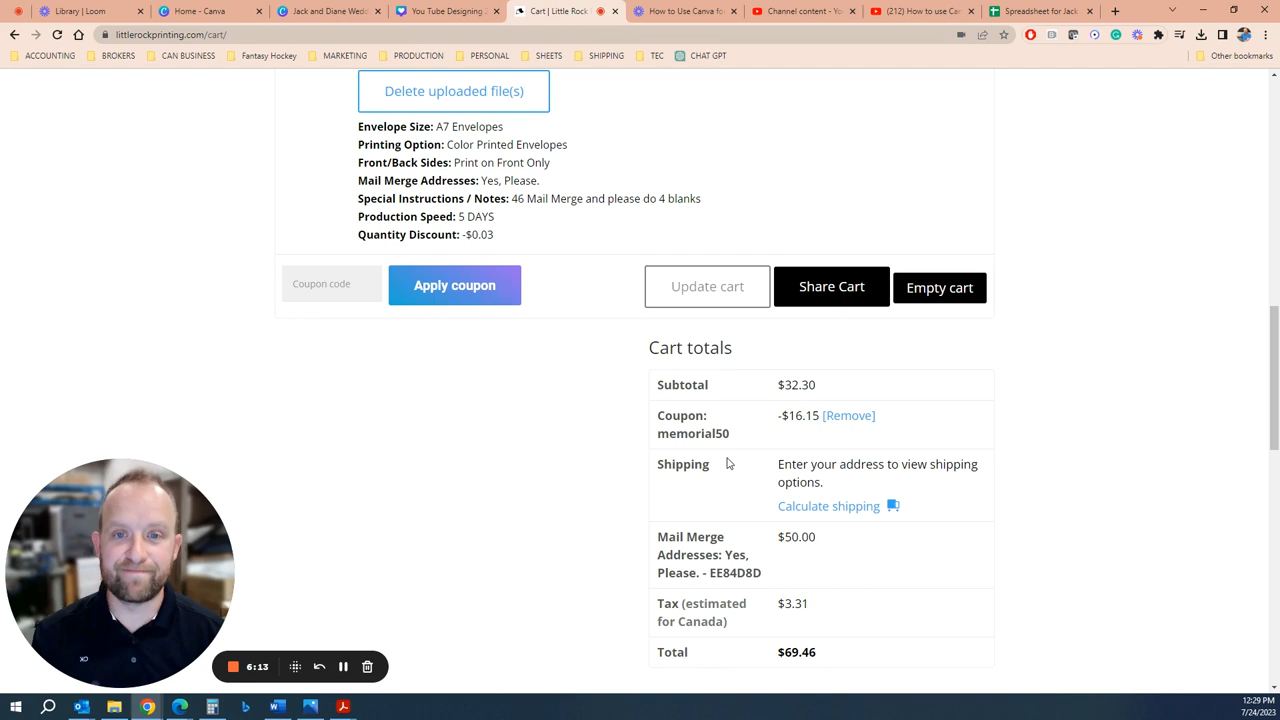 Library | Loom
Home - Canva
Jack and Diane Wedd
You Tube Designing
Cart | Little Rock
How to Use Canva fo
Channel content - Yo
(212) How to use Can
Spreadsheet for Jack
littlerockprinting.com/cart/
ACCOUNTING BROKERS CAN BUSINESS Fantasy Hockey MARKETING PRODUCTION PERSONAL SHEETS SHIPPING TEC CHAT GPT Other bookmarks
Delete uploaded file(s)
Envelope Size: A7 Envelopes
Printing Option: Color Printed Envelopes
Front/Back Sides: Print on Front Only
Mail Merge Addresses: Yes, Please.
Special Instructions / Notes: 46 Mail Merge and please do 4 blanks
Production Speed: 5 DAYS
Quantity Discount: -$0.03
Coupon code Apply coupon Update cart Share Cart Empty cart
Cart totals
Subtotal $32.30
Coupon: -$16.15 [Remove]
memorial50
Shipping Enter your address to view shipping
options.
Calculate shipping
Mail Merge $50.00
Addresses: Yes,
Please. - EE84D8D
Tax (estimated $3.31
for Canada)
Total $69.46
6:13
12:29 PM
7/24/2023